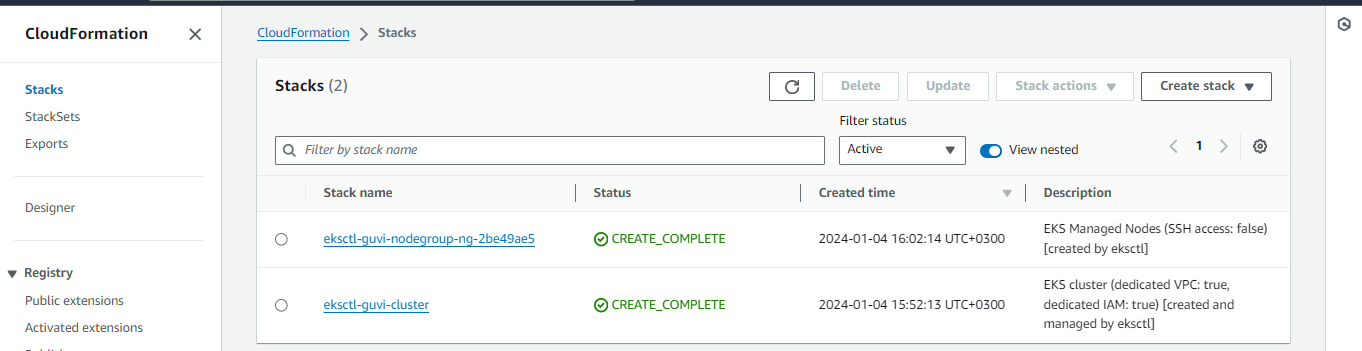 CloudFormation
Stacks
StackSets
Exports
Designer
Registry
Public extensions
Activated extensions
CloudFormation > Stacks
Stacks (2)
Delete
Update
Stack actions
Create stack
Filter status
Filter by stack name
Active
View nested
1
Stack name Status Created time Description
eksctl-guvi-nodegroup-ng-2be49ae5 CREATE_COMPLETE 2024-01-04 16:02:14 UTC+0300 EKS Managed Nodes (SSH access: false)
[created by eksctl]
eksctl-guvi-cluster CREATE_COMPLETE 2024-01-04 15:52:13 UTC+0300 EKS cluster (dedicated VPC: true,
dedicated IAM: true) [created and
managed by eksctl]